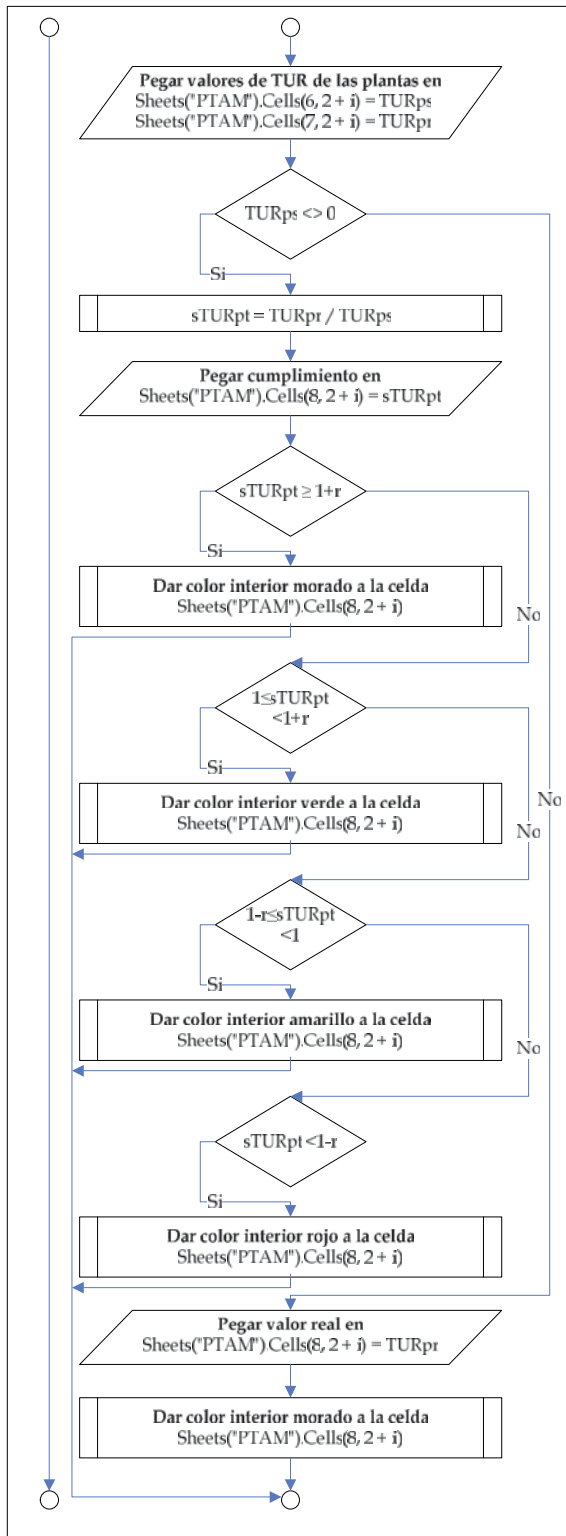 Pegar valores de TUR de las plantas en
Sheets("PTAM").Cells(6, 2 + i) = TURps
Sheets("PTAM").Cells(7, 2 + i) = TURpr
TURps <> 0
Si
sTURpt = TURpr / TURps
Pegar cumplimiento en
Sheets("PTAM").Cells(8, 2 + i) = sTURpt
sTURpt ≥ 1+r
Si
Dar color interior morado a la celda
Sheets("PTAM").Cells(8, 2 + i)
No
1≤sTURpt
<1+r
Si
No
Dar color interior verde a la celda
Sheets("PTAM").Cells(8, 2 + i)
No
1-r≤sTURpt
<1
Si
Dar color interior amarillo a la celda
Sheets("PTAM").Cells(8, 2 + i)
No
sTURpt <1-r
Si
Dar color interior rojo a la celda
Sheets("PTAM").Cells(8, 2 + i)
Pegar valor real en
Sheets("PTAM").Cells(8, 2 + i) = TURpr
Dar color interior morado a la celda
Sheets("PTAM").Cells(8, 2 + i)